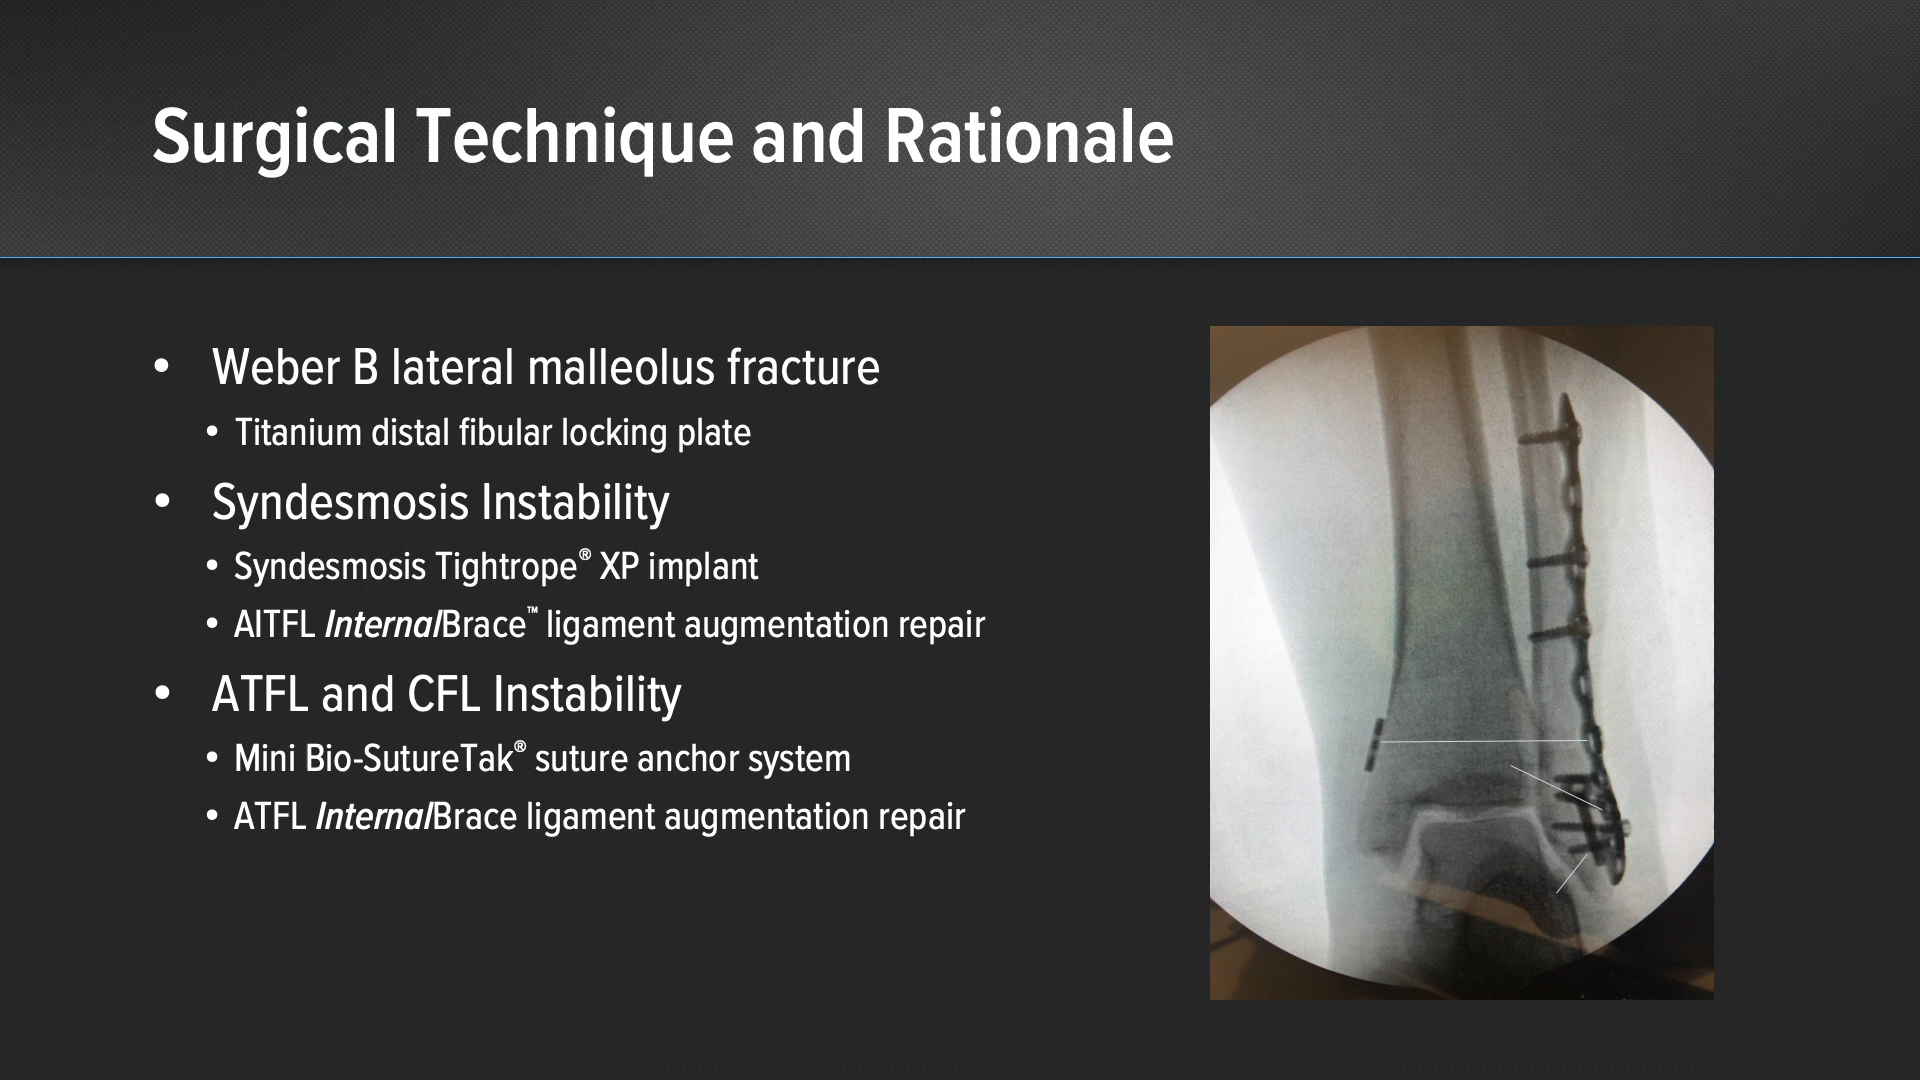 Surgical Technique and Rationale
• Weber B lateral malleolus fracture
• Titanium distal fibular locking plate
• Syndesmosis Instability
• Syndesmosis Tightrope® XP implant
• AITFL InternalBrace™ ligament augmentation repair
• ATFL and CFL Instability
• Mini Bio-SutureTak® suture anchor system
• ATFL InternalBrace ligament augmentation repair